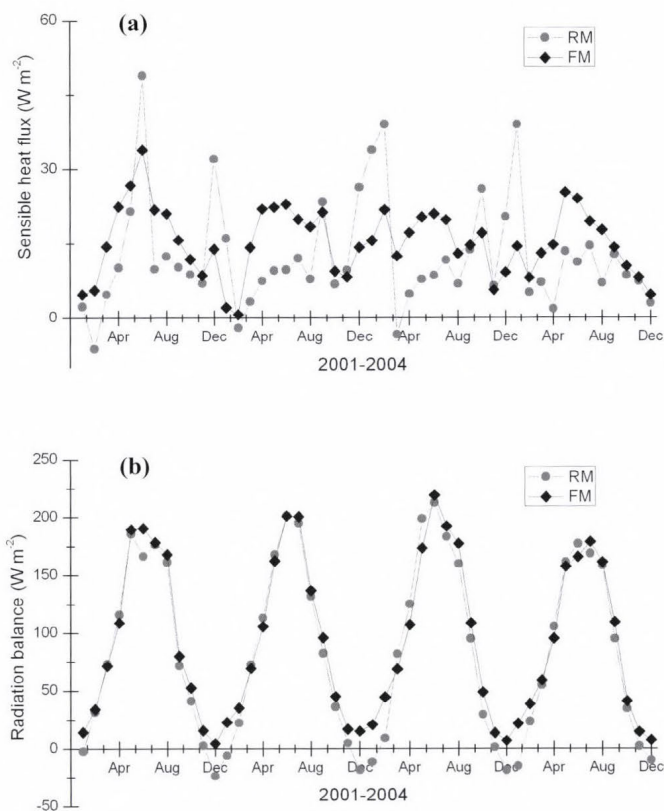 (a)
60
30
0
Sensible heat flux (W m-2)
RM
FM
Apr Aug Dec Apr Aug Dec Apr Aug Dec Apr Aug Dec
2001-2004
(b)
250
200
150
100
50
0
-50
Radiation balance (W m-2)
RM
FM
Apr Aug Dec Apr Aug Dec Apr Aug Dec Apr Aug Dec
2001-2004